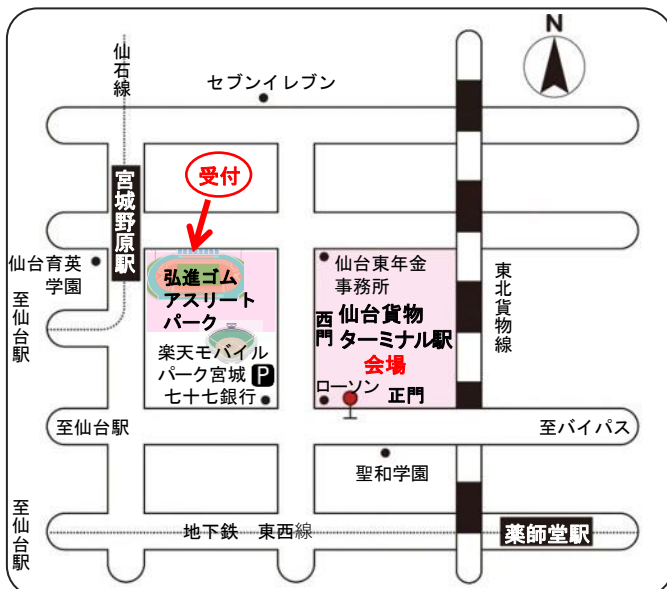 N
仙石線
セブンイレブン
受付
宮城野原駅
仙台育英
学園
弘進ゴム
アスリート
パーク
仙台東年金
事務所
西門
仙台貨物
ターミナル駅
会場
東北貨物線
至仙台駅
楽天モバイル
パーク宮城
P
七十七銀行
ローソン
正門
至仙台駅
至バイパス
聖和学園
至仙台駅
地下鉄 東西線
薬師堂駅